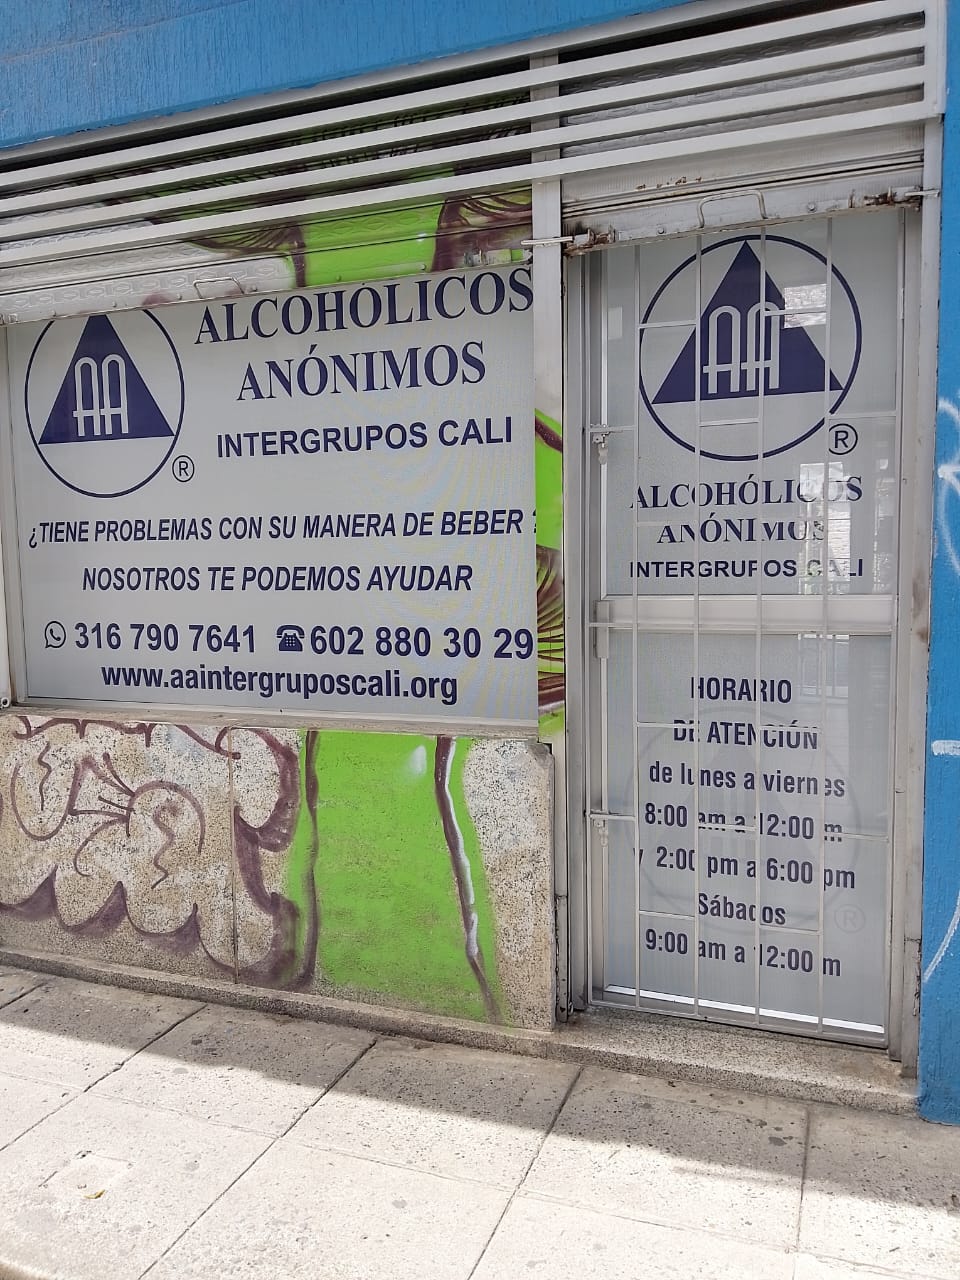 AA
®
ALCOHÓLICOS
ANÓNIMOS
INTERGRUPOS CALI
¿TIENE PROBLEMAS CON SU MANERA DE BEBER ?
NOSOTROS TE PODEMOS AYUDAR
316 790 7641 602 880 30 29
www.aaintergruposcali.org
AA
®
ALCOHÓLICOS
ANÓNIMOS
INTERGRUPOS CALI
HORARIO
DE ATENCIÓN
de lunes a viernes
8:00 am a 12:00 m
y 2:00 pm a 6:00 pm
Sábados
9:00 am a 12:00 m
®